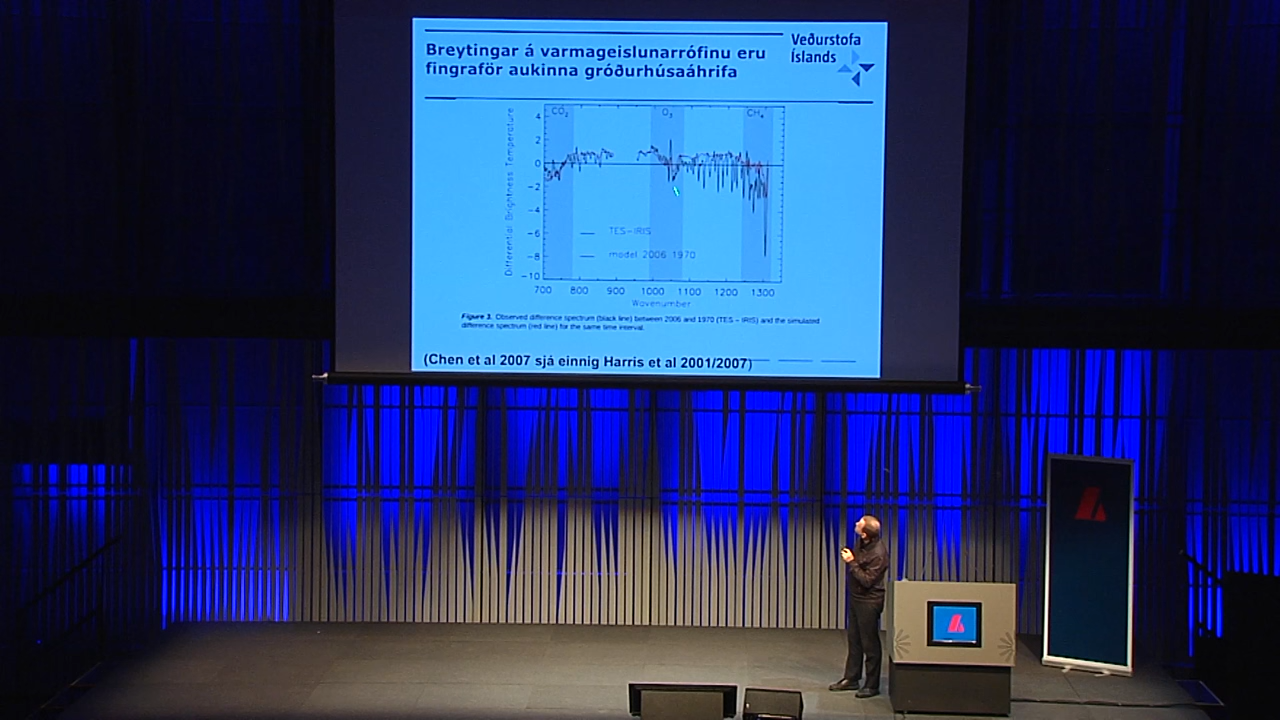 Breytingar á varmageislunarrófinu eru
fingraför aukinna gróðurhúsaáhrifa
Veðurstofa
Íslands
CO₂
O₃
CH₄
Differential Brightness Temperature
4
2
0
−2
−4
−6
−8
−10
TES−IRIS
model 2006 1970
700 800 900 1000 1100 1200 1300
Wavenumber
Figure 3. Observed difference spectrum (black line) between 2006 and 1970 (TES – IRIS) and the simulated
difference spectrum (red line) for the same time interval.
(Chen et al 2007 sjá einnig Harris et al 2001/2007)